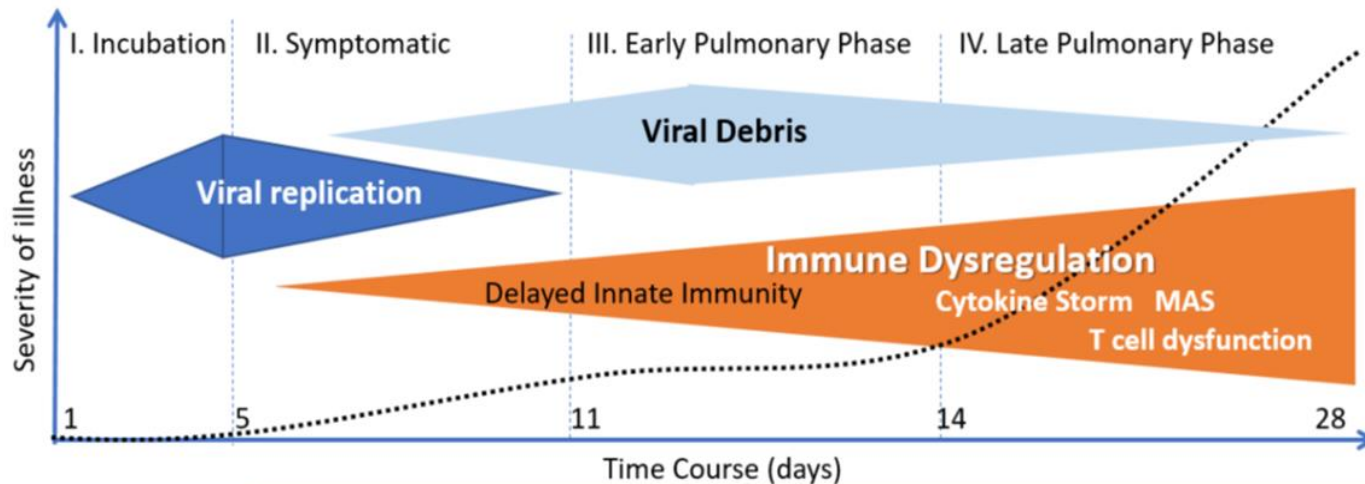 I. Incubation
II. Symptomatic
III. Early Pulmonary Phase
IV. Late Pulmonary Phase
Viral Debris
Viral replication
Immune Dysregulation
Delayed Innate Immunity
Cytokine Storm MAS
T cell dysfunction
Severity of illness
1
5
11
14
28
Time Course (days)